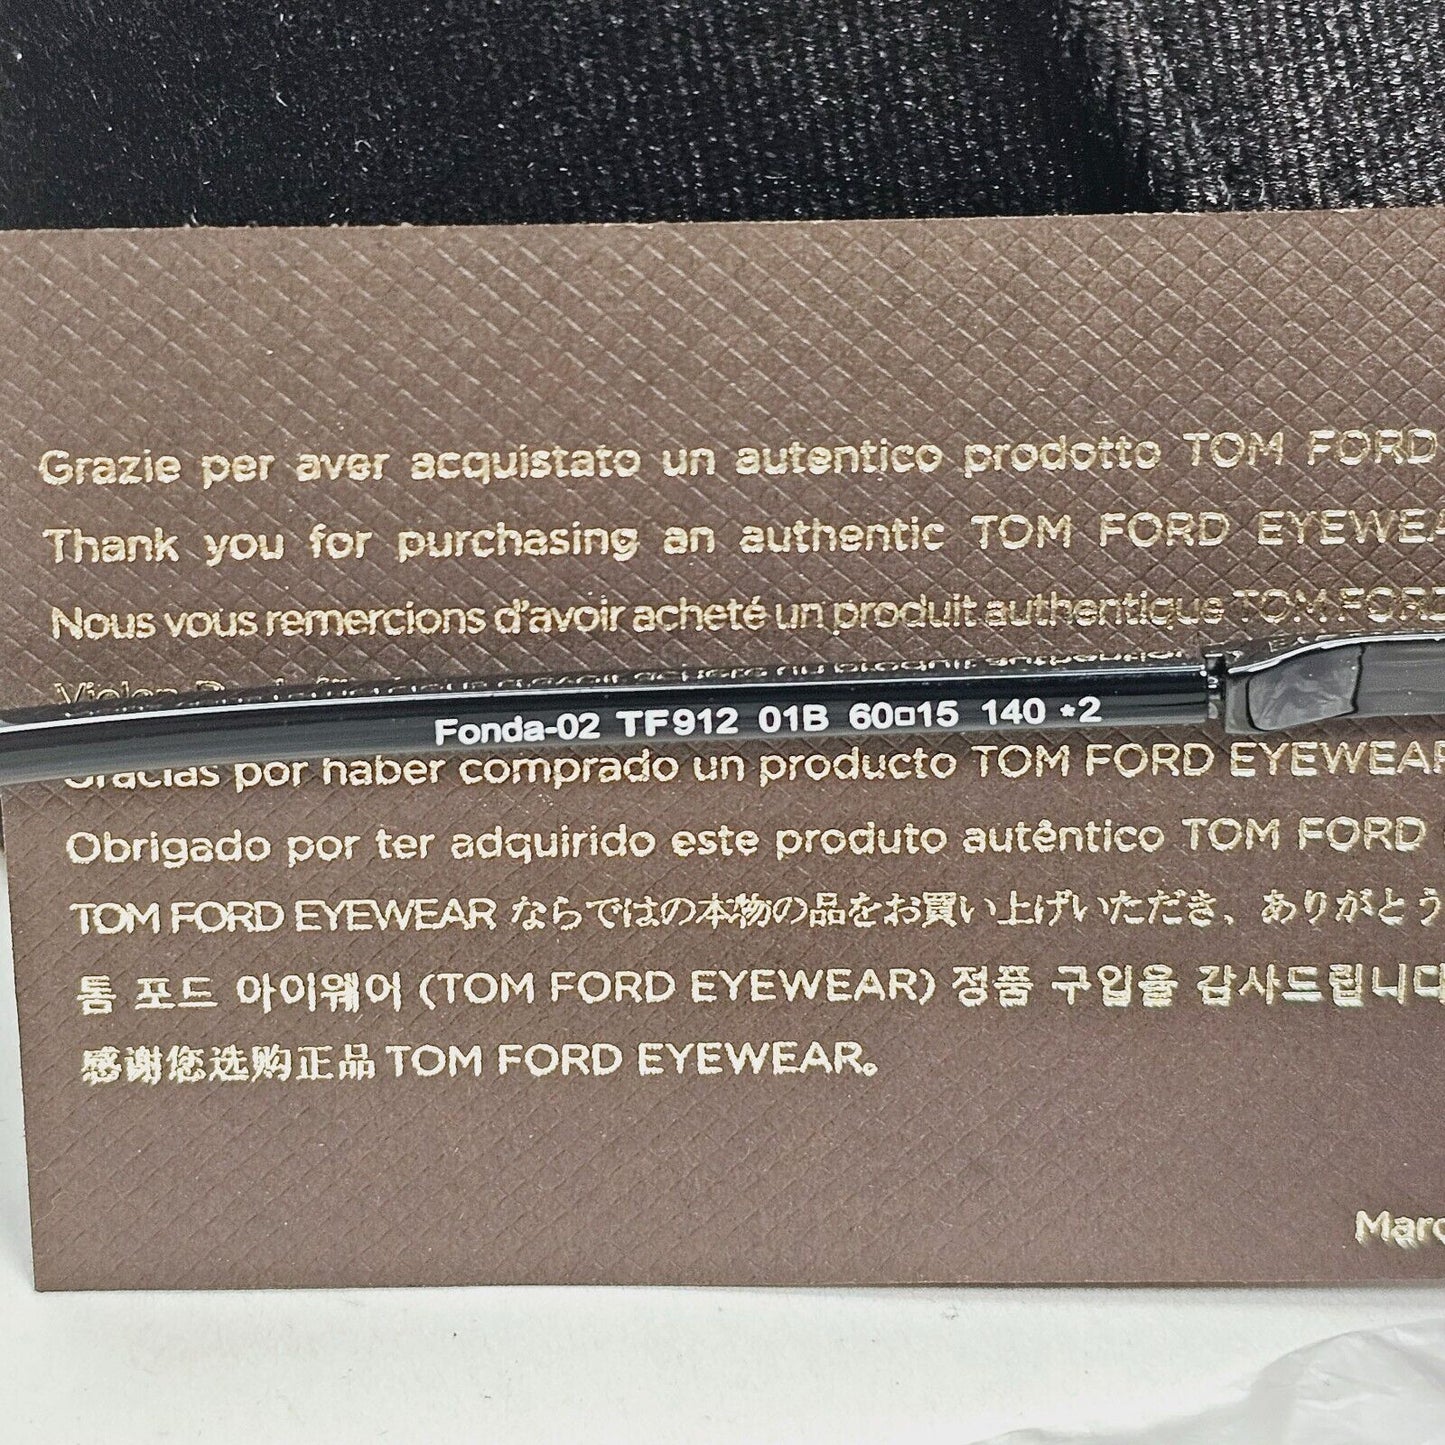 Grazie per aver acquistato un autentico prodotto TOM FORD
Thank you for purchasing an authentic TOM FORD EYEWEA
Nous vous remercions d'avoir acheté un produit authentique TOM FORD
Vielen
Fonda-02 TF912 01B 60□15 140 *2
Gracias por haber comprado un producto TOM FORD EYEWEAR
Obrigado por ter adquirido este produto autêntico TOM FORD
TOM FORD EYEWEAR ならではの本物の品をお買い上げいただき、ありがとう
톰 포드 아이웨어 (TOM FORD EYEWEAR) 정품 구입을 감사드립니다
感谢您选购正品 TOM FORD EYEWEAR。
Marc